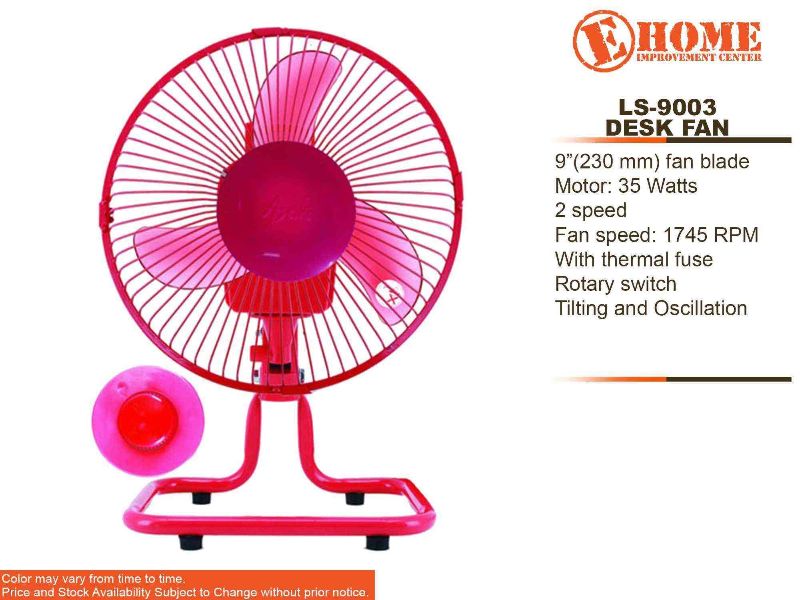 E HOME
IMPROVEMENT CENTER
LS-9003
DESK FAN
9”(230 mm) fan blade
Motor: 35 Watts
2 speed
Fan speed: 1745 RPM
With thermal fuse
Rotary switch
Tilting and Oscillation
Color may vary from time to time.
Price and Stock Availability Subject to Change without prior notice.